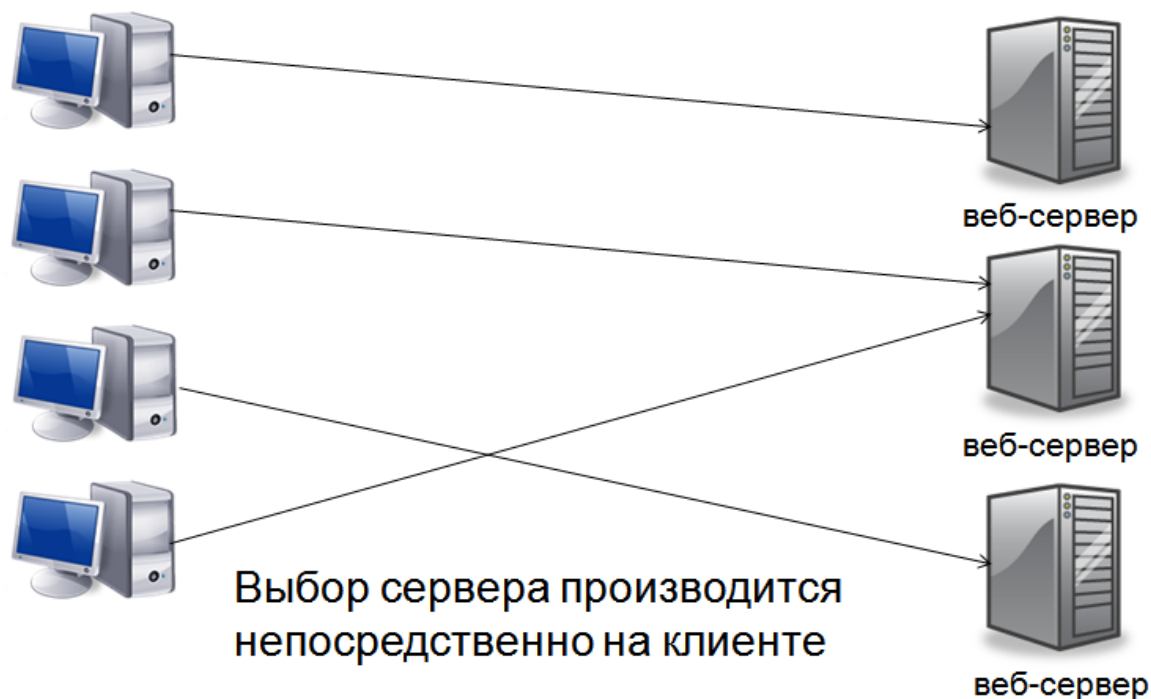 веб-сервер
веб-сервер
Выбор сервера производится
непосредственно на клиенте
веб-сервер